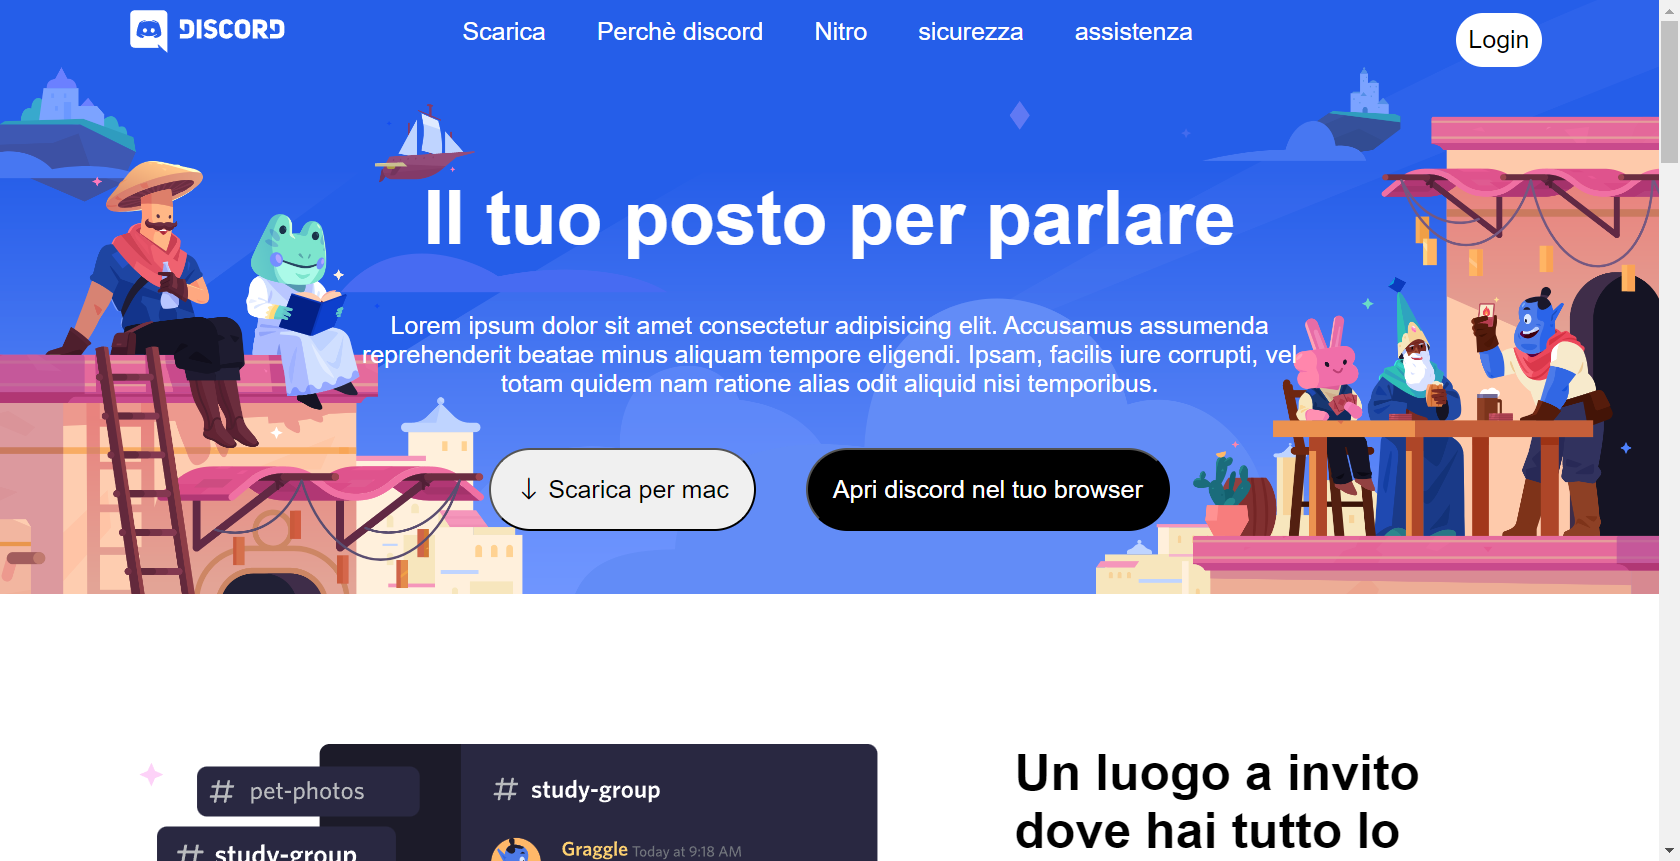 DISCORD
Scarica
Perchè discord
Nitro
sicurezza
assistenza
Login
Il tuo posto per parlare
Lorem ipsum dolor sit amet consectetur adipisicing elit. Accusamus assumenda
reprehenderit beatae minus aliquam tempore eligendi. Ipsam, facilis iure corrupti, vel
totam quidem nam ratione alias odit aliquid nisi temporibus.
↓ Scarica per mac
Apri discord nel tuo browser
# pet-photos
# study-group
# study-group
Graggle Today at 9:18 AM
Un luogo a invito
dove hai tutto lo